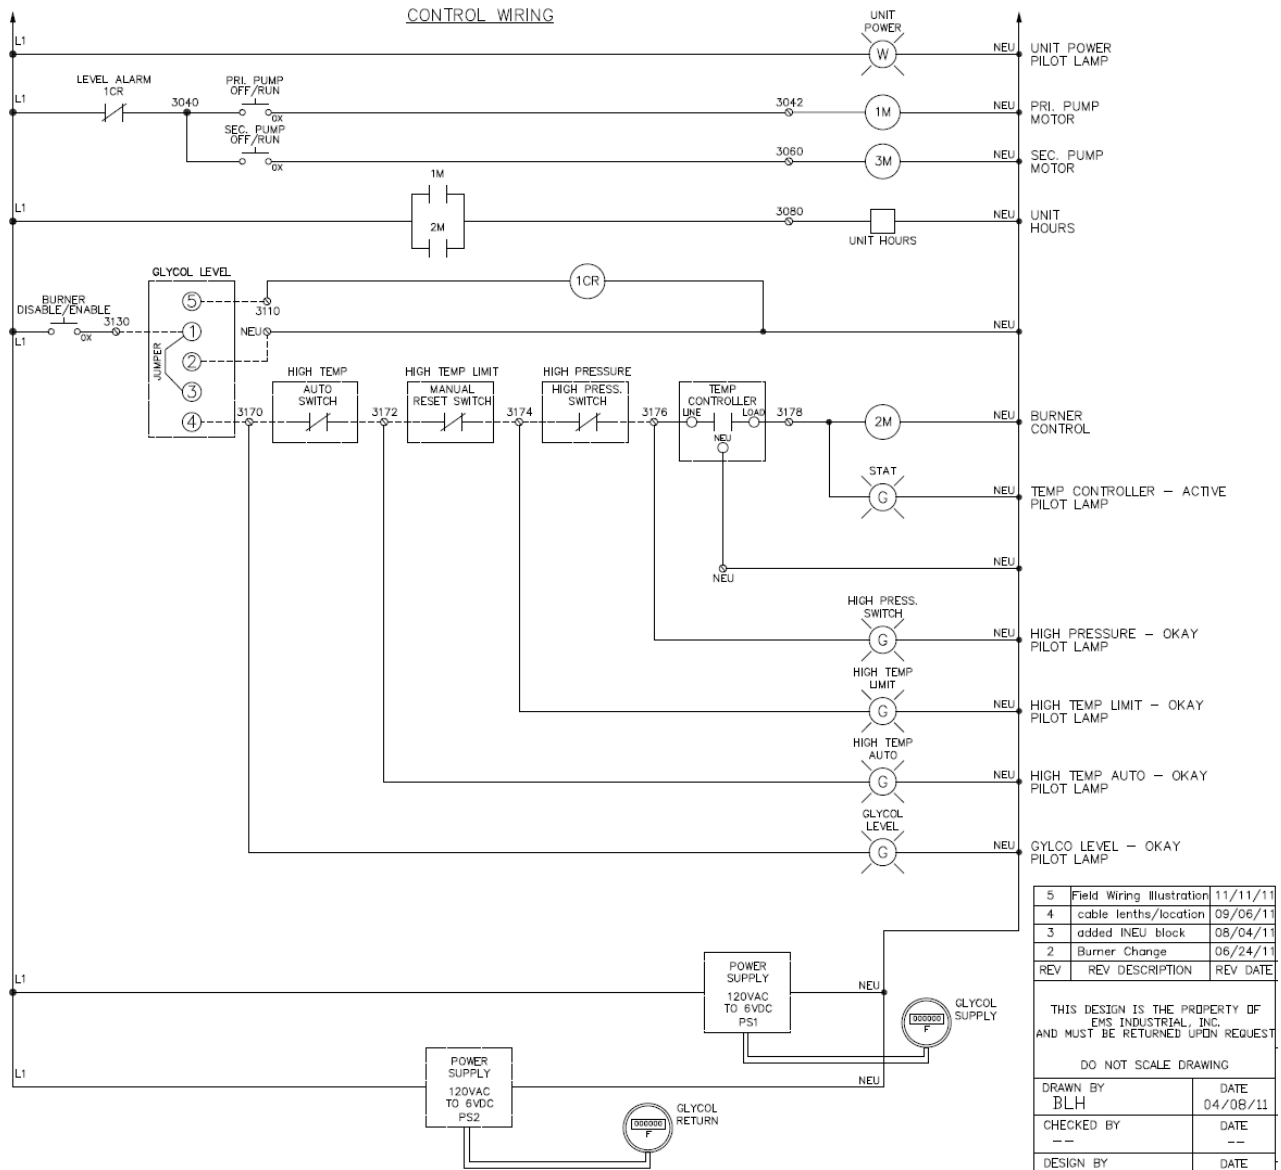 CONTROL WIRING
UNIT
POWER
L1
W
NEU
UNIT POWER
PILOT LAMP
LEVEL ALARM
1CR
PRI. PUMP
OFF/RUN
L1
3040
OX
3042
1M
NEU
PRI. PUMP
MOTOR
SEC. PUMP
OFF/RUN
OX
3060
3M
NEU
SEC. PUMP
MOTOR
1M
L1
2M
3080
UNIT HOURS
NEU
UNIT
HOURS
GLYCOL LEVEL
1CR
5
3110
BURNER
DISABLE/ENABLE
L1
OX
3130
1
NEU
NEU
JUMPER
2
3
4
HIGH TEMP
AUTO
SWITCH
HIGH TEMP LIMIT
MANUAL
RESET SWITCH
HIGH PRESSURE
HIGH PRESS.
SWITCH
TEMP
CONTROLLER
LINE
LOAD
NEU
3170
3172
3174
3176
3178
2M
NEU
BURNER
CONTROL
STAT
G
NEU
TEMP CONTROLLER – ACTIVE
PILOT LAMP
NEU
NEU
HIGH PRESS.
SWITCH
G
NEU
HIGH PRESSURE – OKAY
PILOT LAMP
HIGH TEMP
LIMIT
G
NEU
HIGH TEMP LIMIT – OKAY
PILOT LAMP
HIGH TEMP
AUTO
G
NEU
HIGH TEMP AUTO – OKAY
PILOT LAMP
GLYCOL
LEVEL
G
NEU
GYLCO LEVEL – OKAY
PILOT LAMP
L1
POWER
SUPPLY
120VAC
TO 6VDC
PS1
NEU
000000
F
GLYCOL
SUPPLY
L1
POWER
SUPPLY
120VAC
TO 6VDC
PS2
NEU
000000
F
GLYCOL
RETURN
5 Field Wiring Illustration 11/11/11
4 cable lenths/location 09/06/11
3 added INEU block 08/04/11
2 Burner Change 06/24/11
REV REV DESCRIPTION REV DATE
THIS DESIGN IS THE PROPERTY OF
EMS INDUSTRIAL, INC.
AND MUST BE RETURNED UPON REQUEST
DO NOT SCALE DRAWING
DRAWN BY DATE
BLH 04/08/11
CHECKED BY DATE
-- --
DESIGN BY DATE